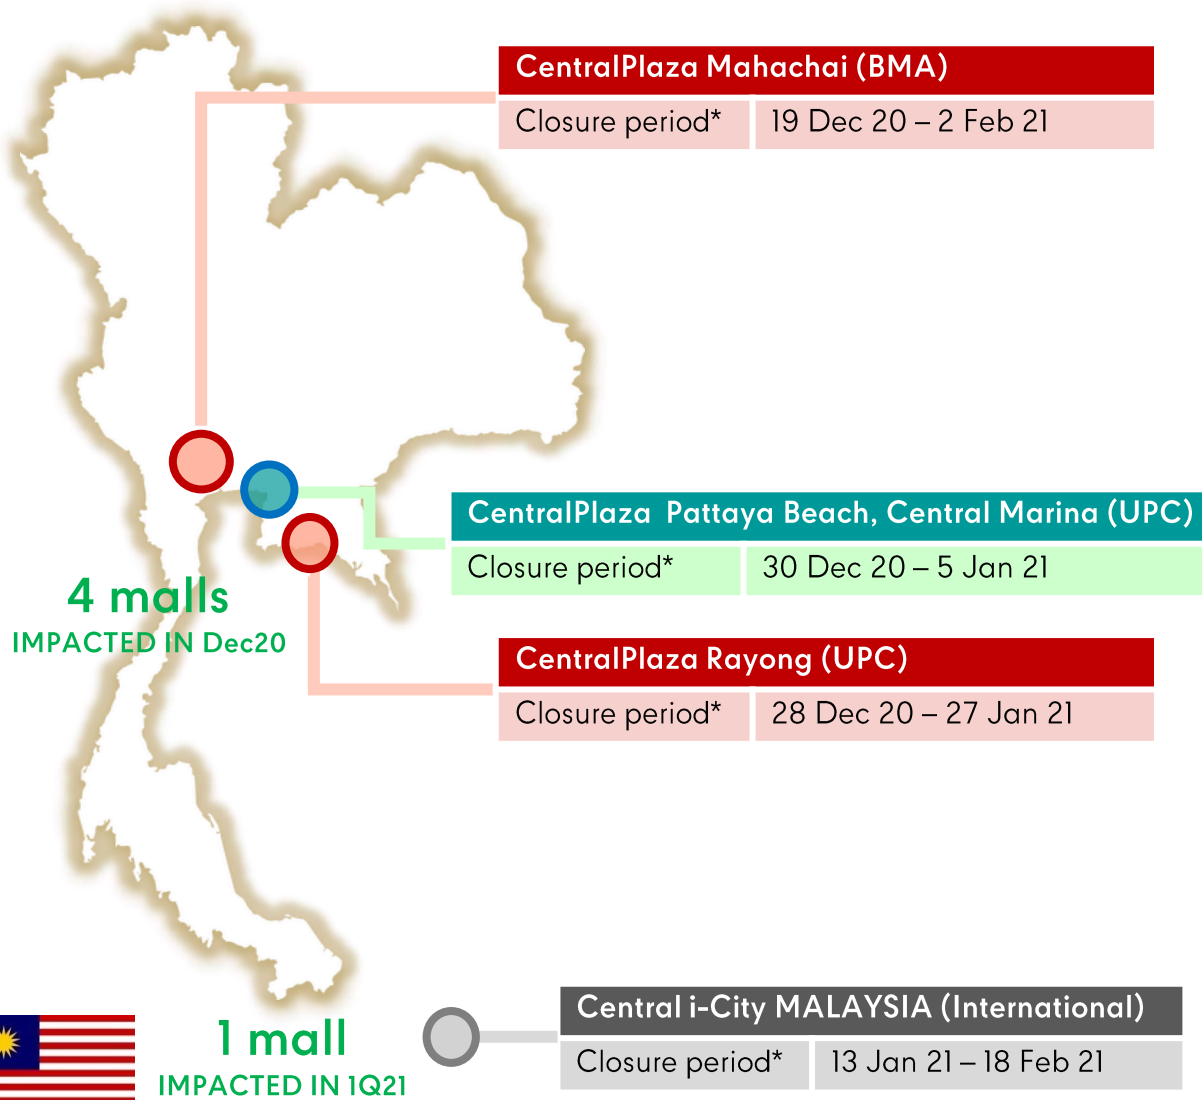 CentralPlaza Mahachai (BMA)
Closure period* 19 Dec 20 – 2 Feb 21
CentralPlaza Pattaya Beach, Central Marina (UPC)
Closure period* 30 Dec 20 – 5 Jan 21
4 malls
IMPACTED IN Dec20
CentralPlaza Rayong (UPC)
Closure period* 28 Dec 20 – 27 Jan 21
Central i-City MALAYSIA (International)
Closure period* 13 Jan 21 – 18 Feb 21
1 mall
IMPACTED IN 1Q21